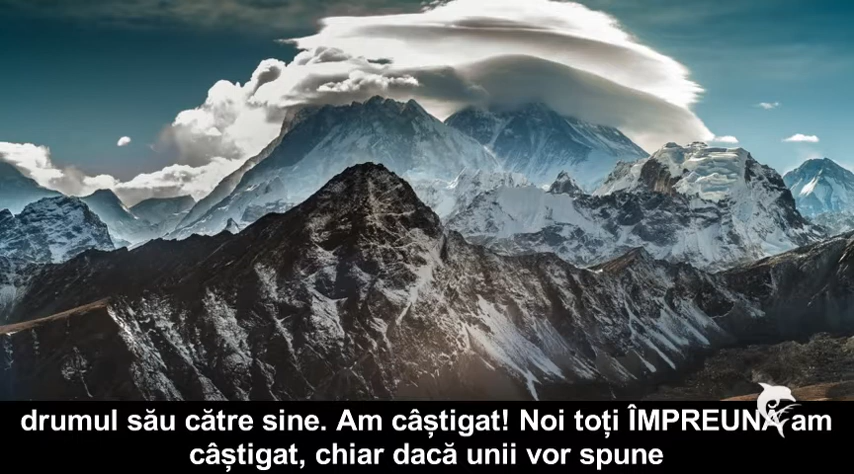 drumul său către sine. Am câștigat! Noi toți ÎMPREUNĂ am
câștigat, chiar dacă unii vor spune